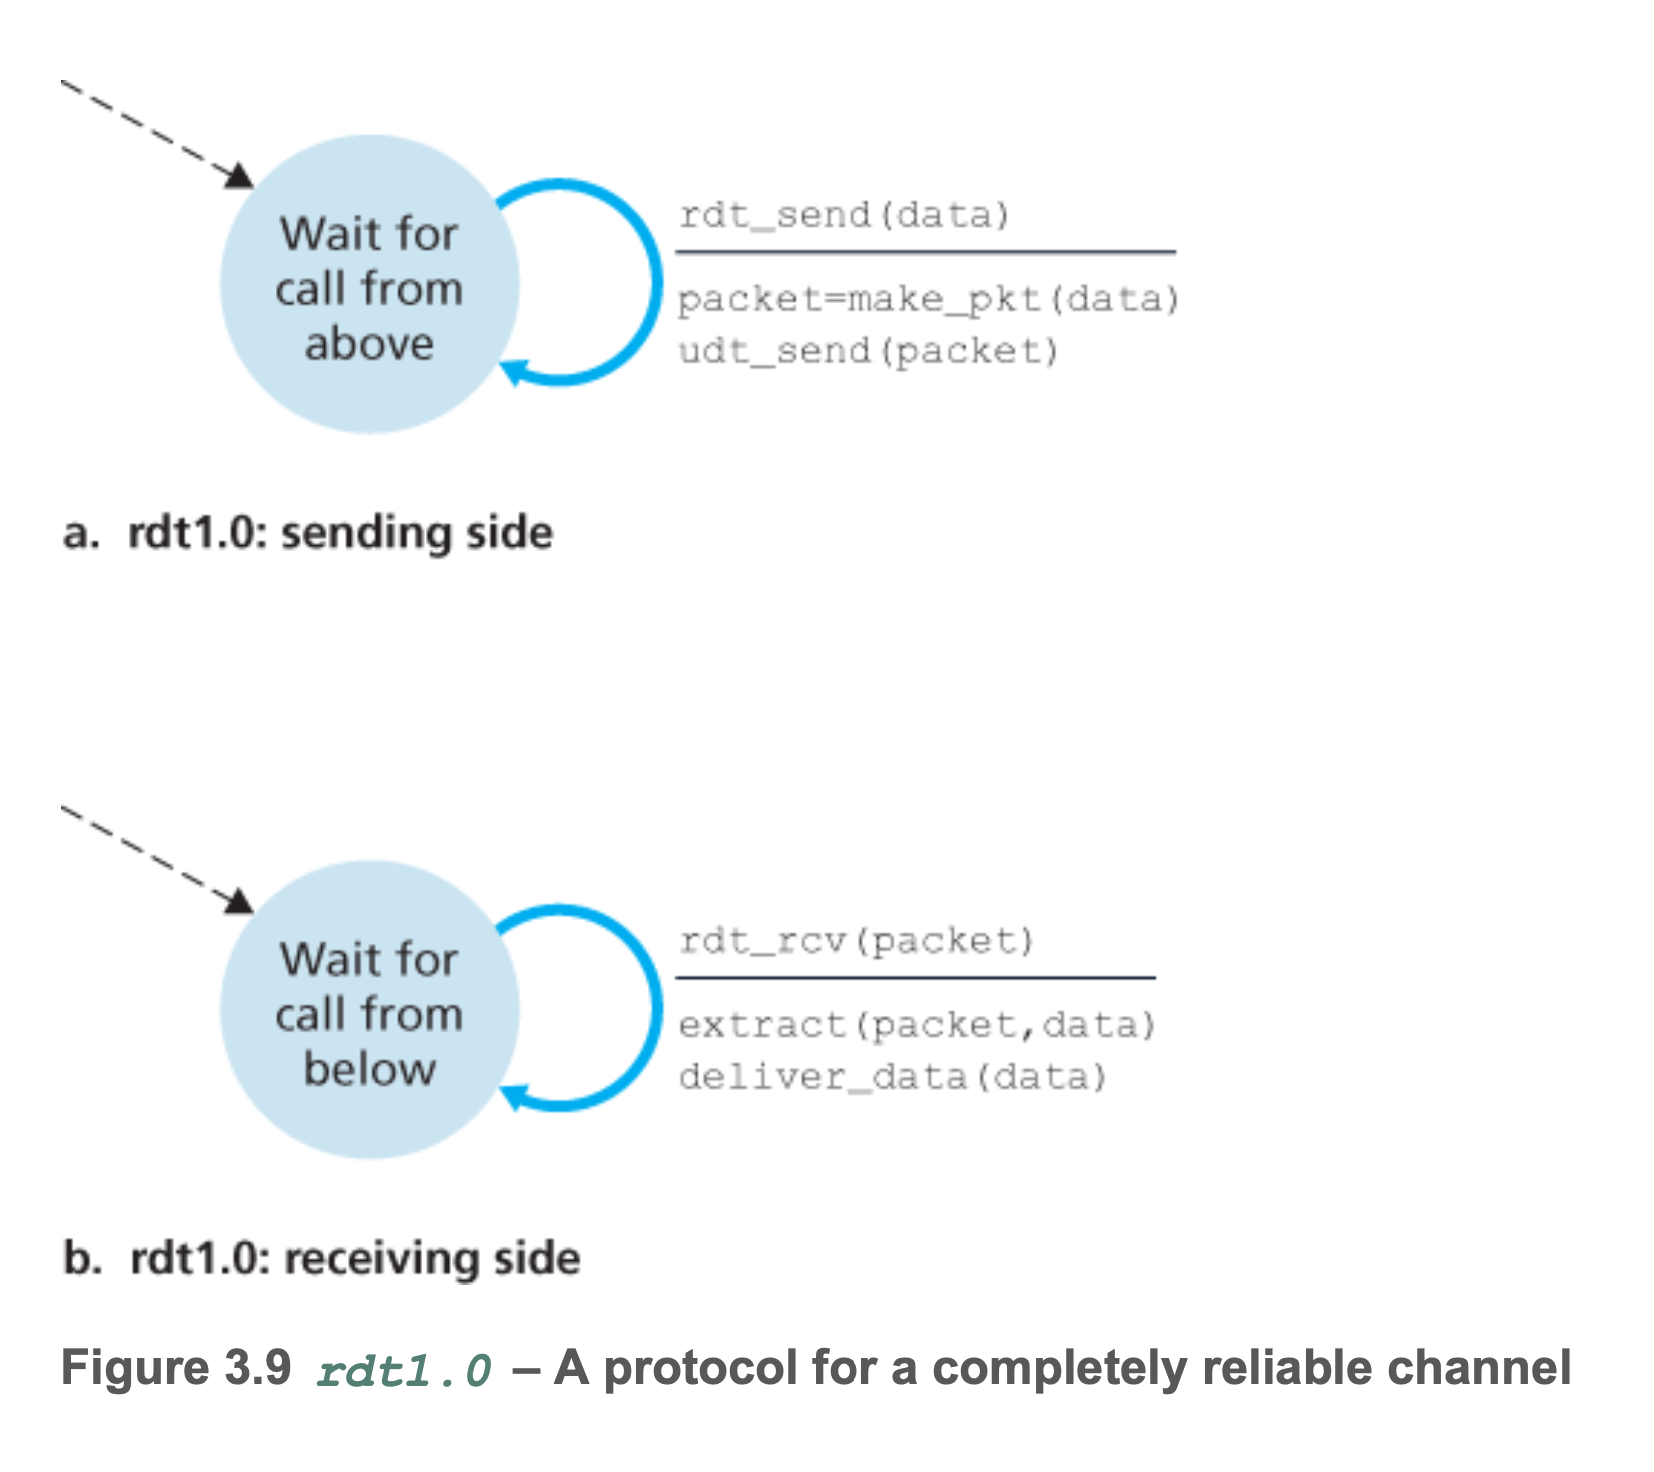 Wait for
call from
above
rdt_send(data)
packet=make_pkt(data)
udt_send(packet)
a. rdt1.0: sending side
Wait for
call from
below
rdt_rcv(packet)
extract(packet,data)
deliver_data(data)
b. rdt1.0: receiving side
Figure 3.9 rdt1.0 – A protocol for a completely reliable channel